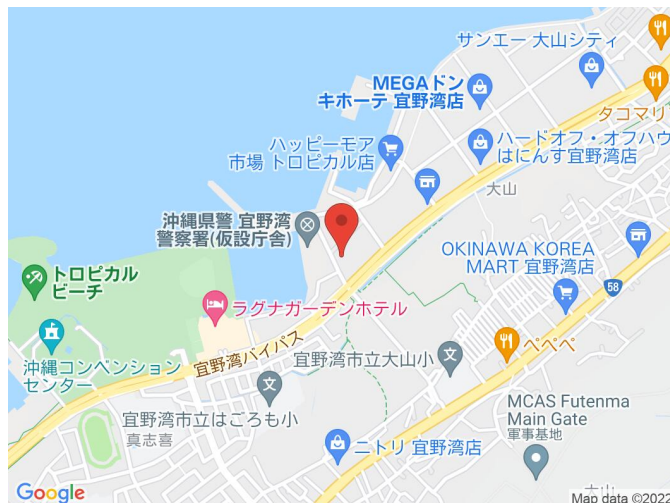 サンエー 大山シティ
MEGAドン
キホーテ 宜野湾店
タコマリ
ハッピーモア
市場 トロピカル店
ハードオフ・オフハウ
はにんす宜野湾店
大山
沖縄県警 宜野湾
警察署(仮設庁舎)
OKINAWA KOREA
MART 宜野湾店
トロピカル
ビーチ
58
ラグナガーデンホテル
沖縄コンベンション
センター
宜野湾バイパス
宜野湾市立大山小
ぺぺぺ
宜野湾市立はごろも小
真志喜
MCAS Futenma
Main Gate
軍事基地
ニトリ 宜野湾店
大山
Google
Map data ©2022